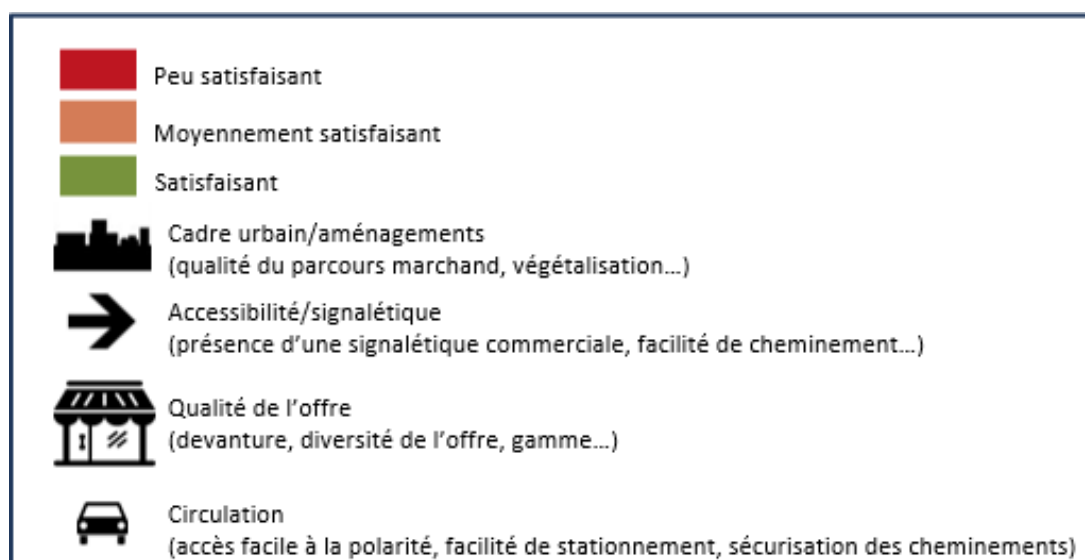 Peu satisfaisant
Moyennement satisfaisant
Satisfaisant
Cadre urbain/aménagements
(qualité du parcours marchand, végétalisation…)
Accessibilité/signalétique
(présence d’une signalétique commerciale, facilité de cheminement…)
Qualité de l’offre
(devanture, diversité de l’offre, gamme…)
Circulation
(accès facile à la polarité, facilité de stationnement, sécurisation des cheminements)